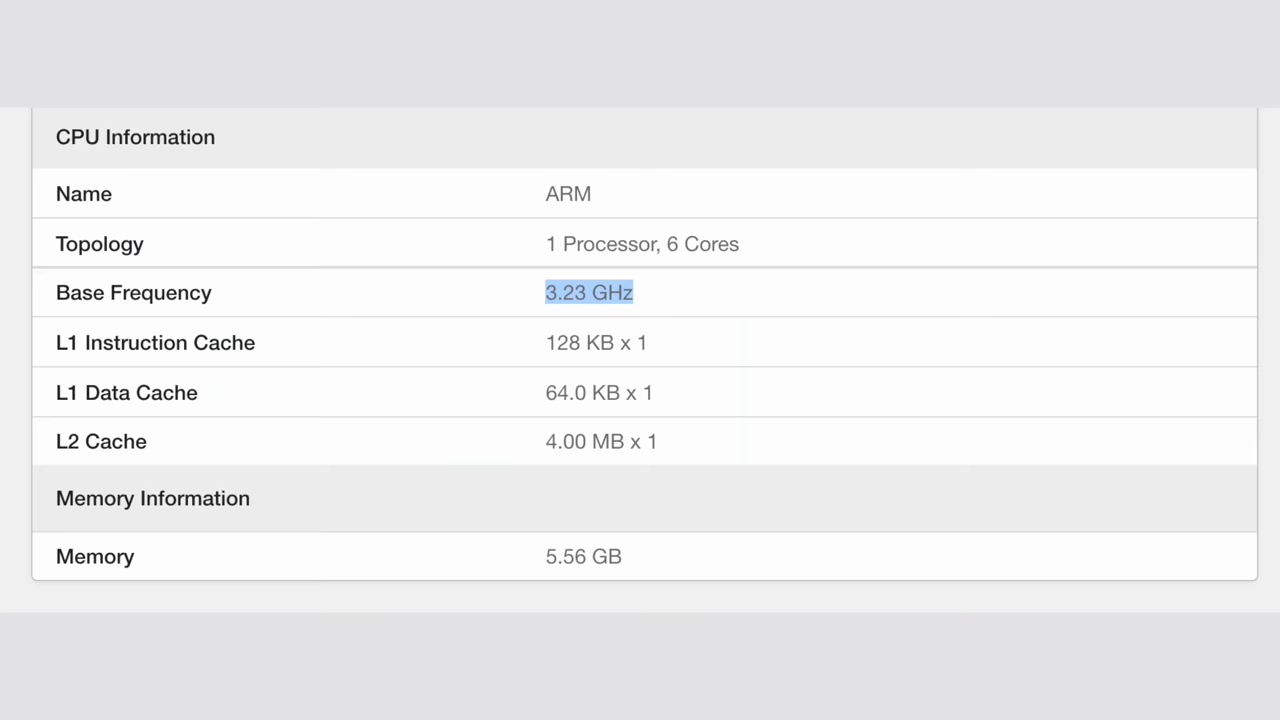 CPU Information
Name ARM
Topology 1 Processor, 6 Cores
Base Frequency 3.23 GHz
L1 Instruction Cache 128 KB x 1
L1 Data Cache 64.0 KB x 1
L2 Cache 4.00 MB x 1
Memory Information
Memory 5.56 GB